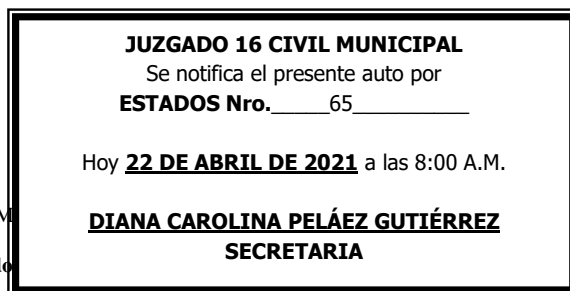 JUZGADO 16 CIVIL MUNICIPAL
Se notifica el presente auto por
ESTADOS Nro._____65__________
Hoy 22 DE ABRIL DE 2021 a las 8:00 A.M.
DIANA CAROLINA PELÁEZ GUTIÉRREZ
SECRETARIA